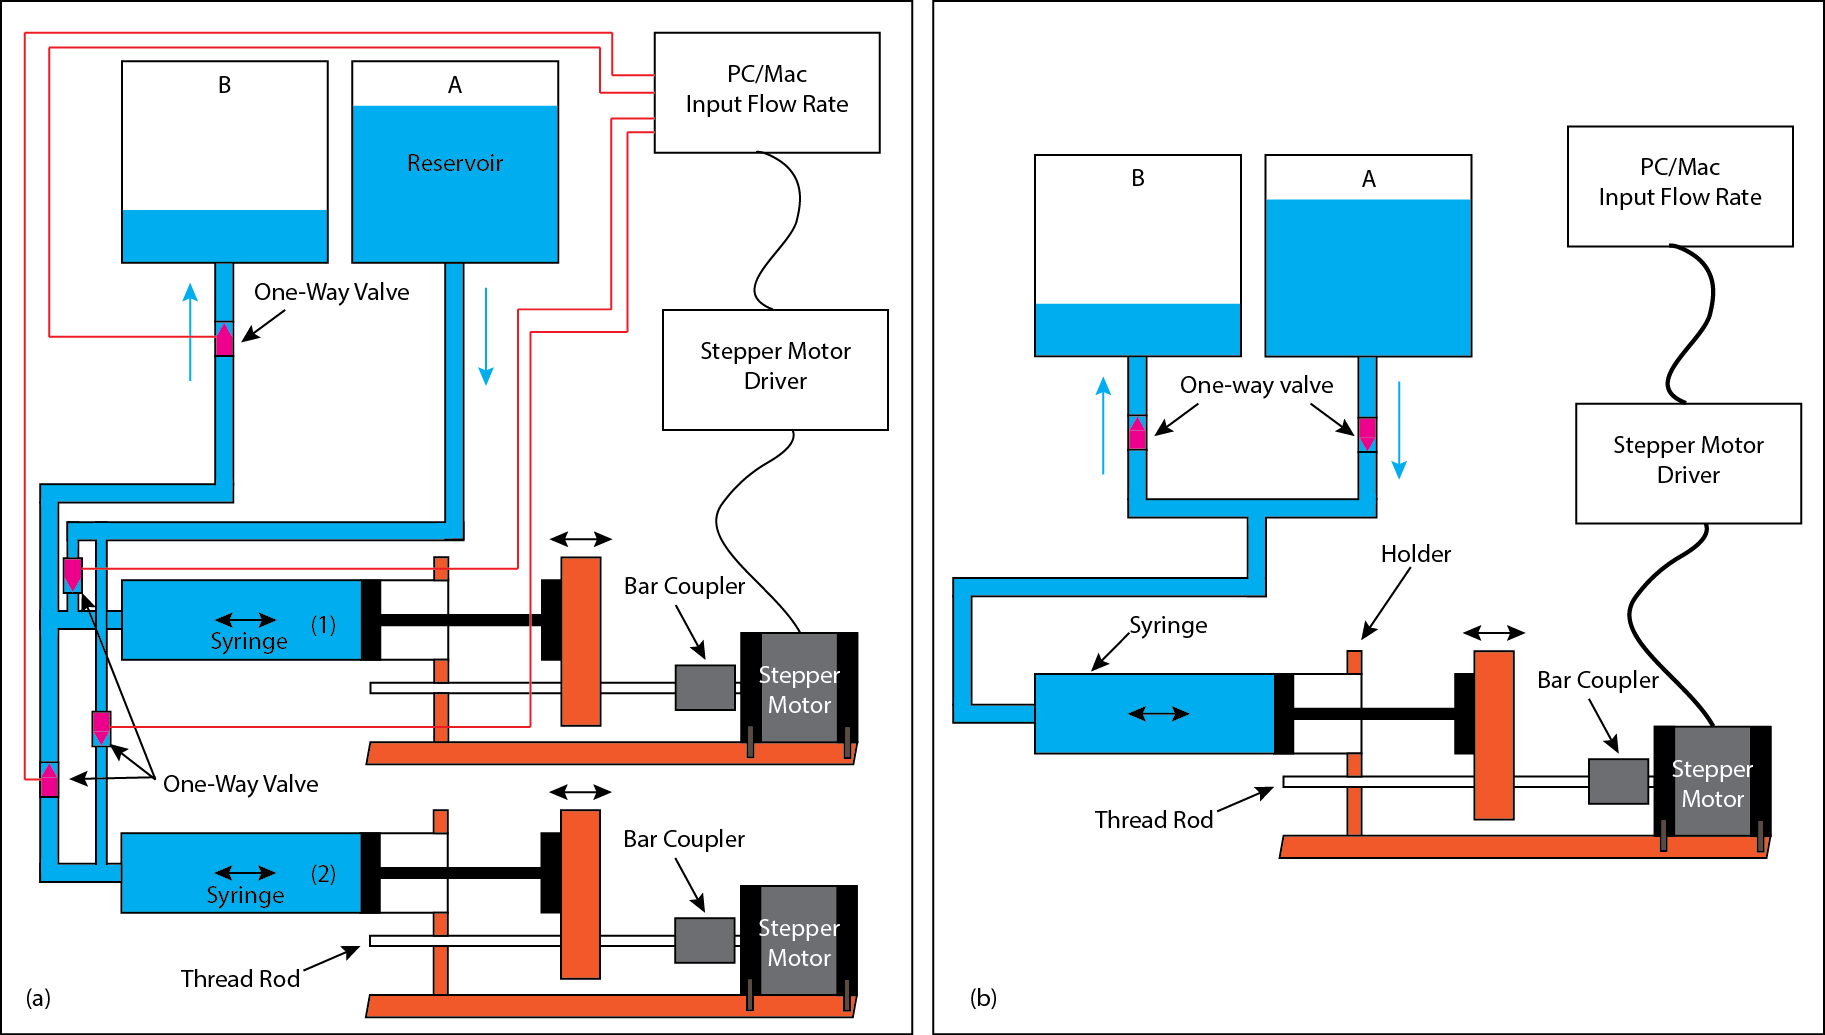 B
A
PC/Mac
Input Flow Rate
Reservoir
One-Way Valve
Stepper Motor
Driver
Bar Coupler
(1)
Syringe
Stepper
Motor
One-Way Valve
Bar Coupler
(2)
Syringe
Stepper
Motor
Thread Rod
(a)
B
A
PC/Mac
Input Flow Rate
One-way valve
Stepper Motor
Driver
Holder
Syringe
Bar Coupler
Stepper
Motor
Thread Rod
(b)